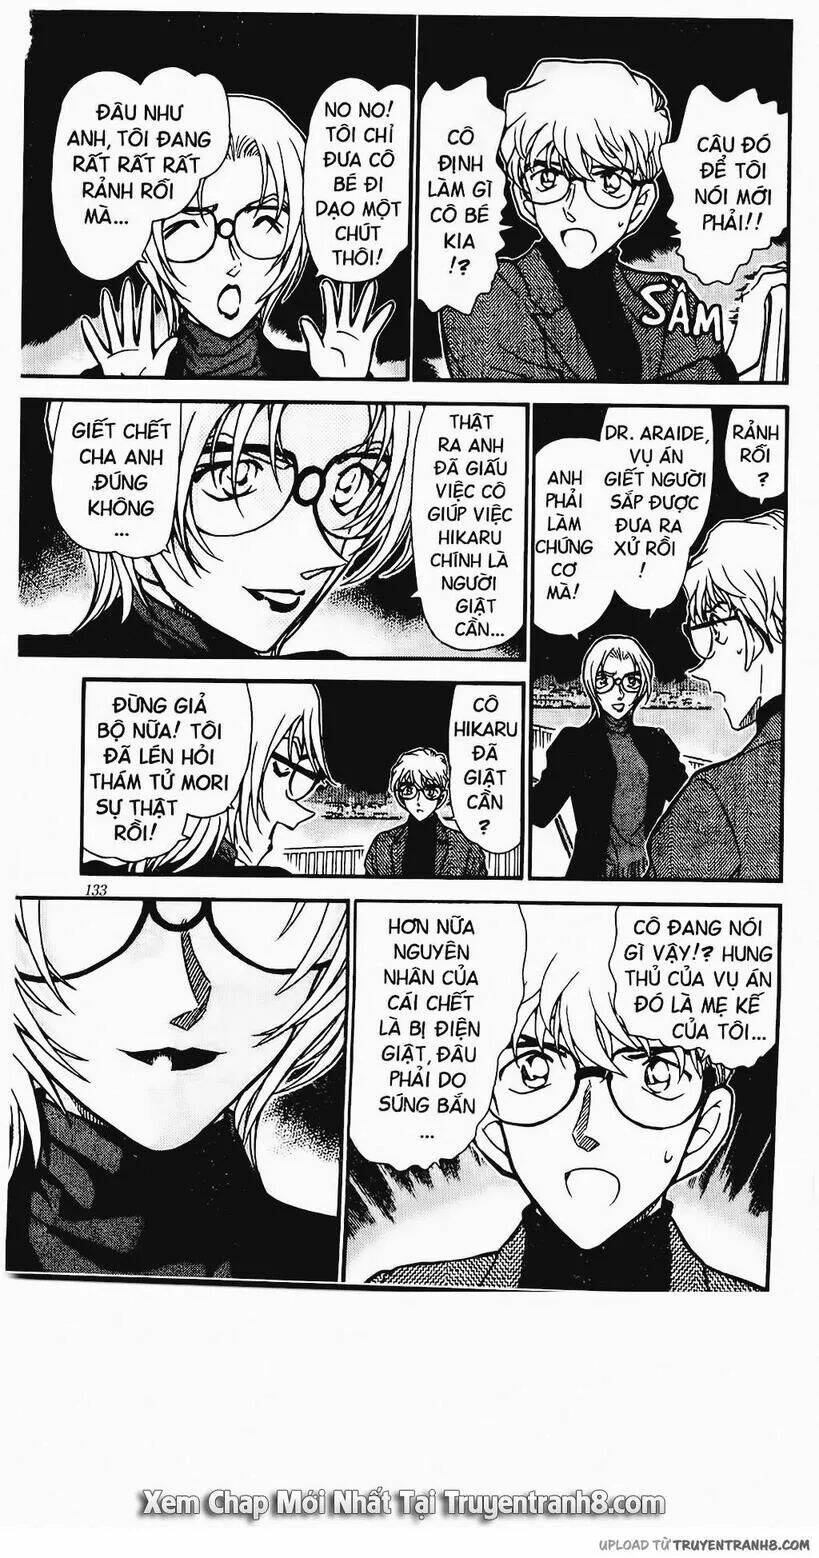 CÂU ĐÓ
ĐỂ TÔI
NÓI MỚI
PHẢI!!
CÔ
ĐỊNH
LÀM GÌ
CÔ BÉ
KIA
!?
SẦM
NO NO!
TÔI CHỈ
ĐƯA CÔ
BÉ ĐI
DẠO MỘT
CHÚT
THÔI!
ĐÂU NHƯ
ANH, TÔI ĐANG
RẤT RẤT RẤT
RẢNH RỖI
MÀ...
RẢNH
RỖI
?
DR. ARAIDE,
VỤ ÁN
GIẾT NGƯỜI
SẮP ĐƯỢC
ĐƯA RA
XỬ RỒI
!
ANH
PHẢI
LÀM
CHỨNG
CƠ
MÀ!
THẬT
RA ANH
ĐÃ GIẤU
VIỆC CÔ
GIÚP VIỆC
HIKARU
CHÍNH LÀ
NGƯỜI
GIẬT
CẦN...
GIẾT CHẾT
CHA ANH
ĐÚNG
KHÔNG
...
CÔ
HIKARU
ĐÃ
GIẬT
CẦN
?
ĐỪNG GIẢ
BỘ NỮA! TÔI
ĐÃ LÉN HỎI
THÁM TỬ MORI
SỰ THẬT
RỒI!
133
CÔ ĐANG NÓI
GÌ VẬY!? HUNG
THỦ CỦA VỤ ÁN
ĐÓ LÀ MẸ KẾ
CỦA TÔI...
HƠN NỮA
NGUYÊN
NHÂN CỦA
CÁI CHẾT
LÀ BỊ ĐIỆN
GIẬT, ĐÂU
PHẢI DO
SÚNG BẮN
...
Xem Chap Mới Nhất Tại Truyentranh8.com
UPLOAD TỪ TRUYENTRANH8.COM